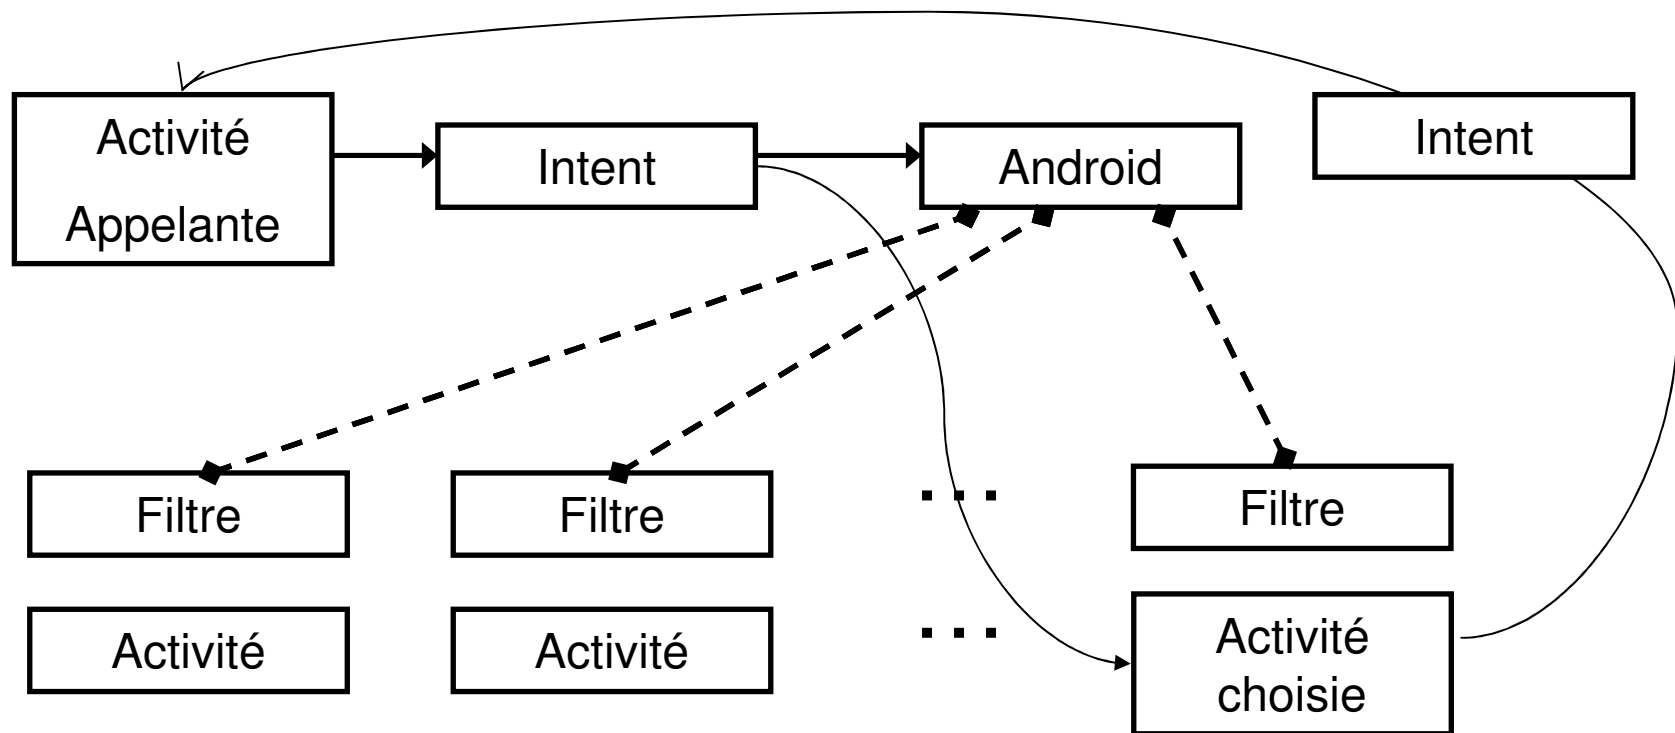 Activité
Appelante
Intent
Android
Intent
Filtre
Filtre
. . .
Filtre
Activité
Activité
. . .
Activité
choisie